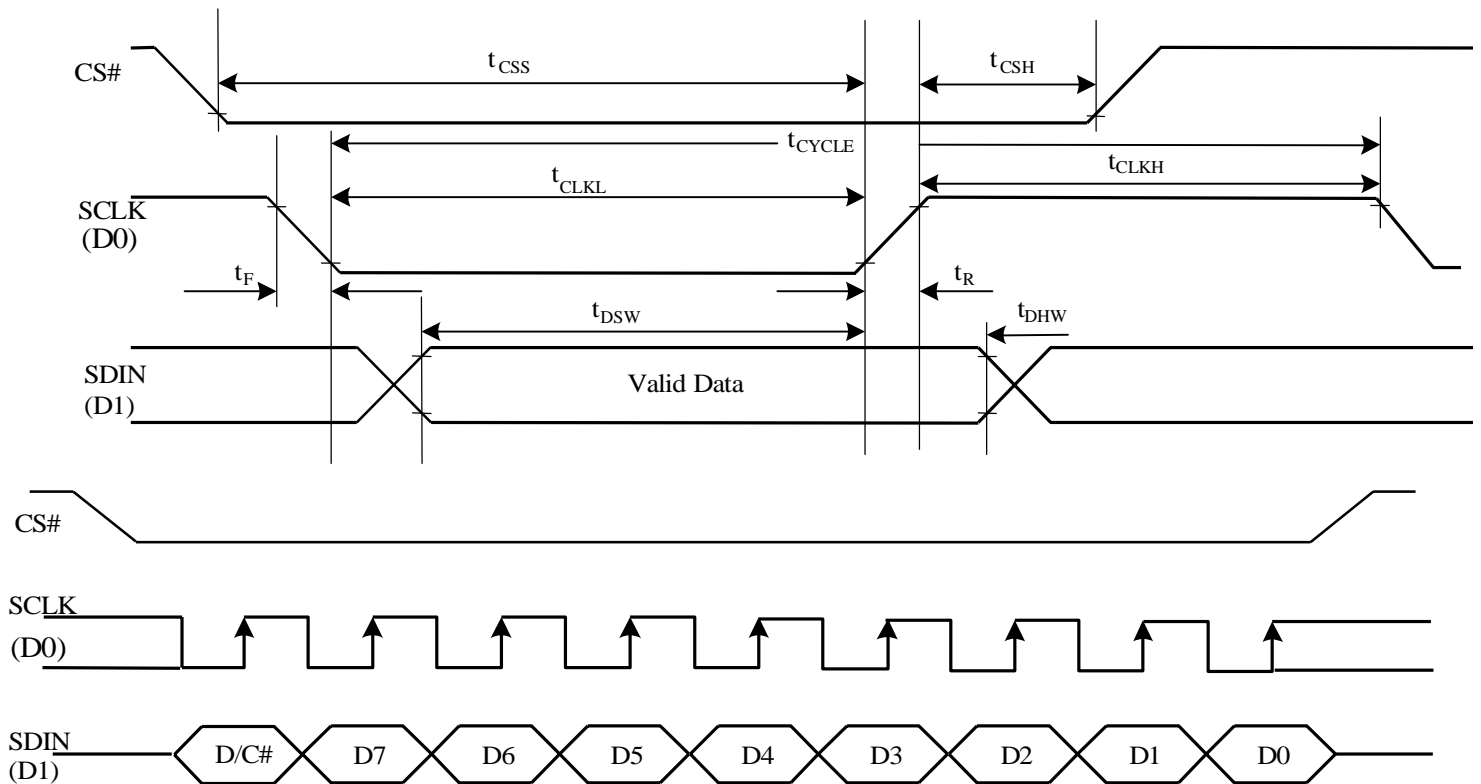 CS#
tCSS
tCSH
tCYCLE
tCLKL
tCLKH
SCLK
(D0)
tF
tR
tDSW
tDHW
SDIN
(D1)
Valid Data
CS#
SCLK
(D0)
SDIN
(D1)
D/C# D7 D6 D5 D4 D3 D2 D1 D0